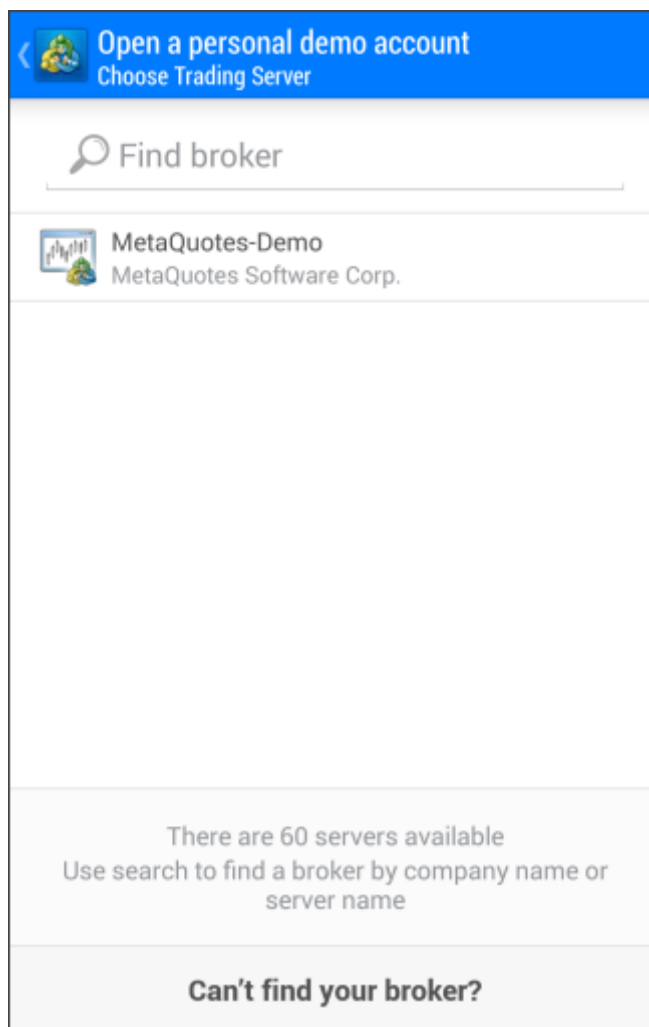 Open a personal demo account
Choose Trading Server
Find broker
MetaQuotes-Demo
MetaQuotes Software Corp.
There are 60 servers available
Use search to find a broker by company name or
server name
Can't find your broker?